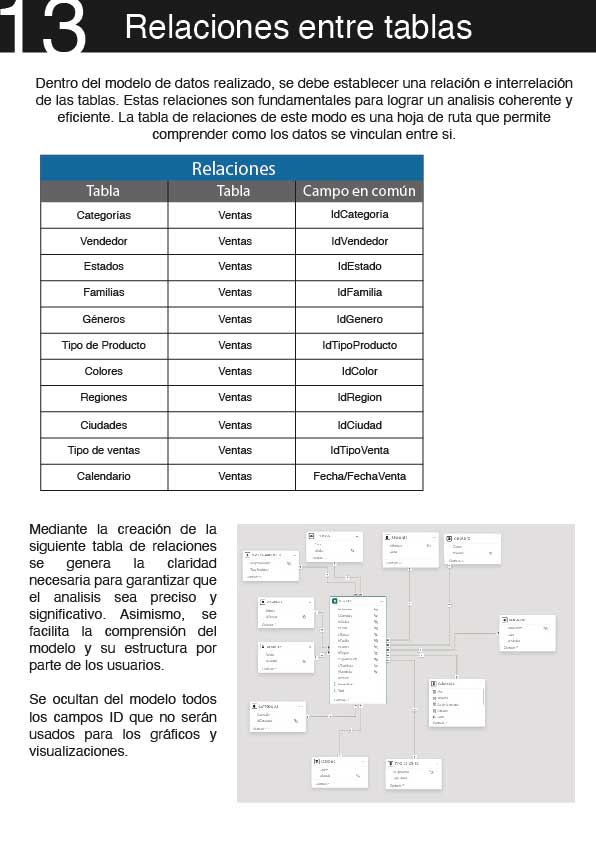 13
Relaciones entre tablas
Dentro del modelo de datos realizado, se debe establecer una relación e interrelación
de las tablas. Estas relaciones son fundamentales para lograr un analisis coherente y
eficiente. La tabla de relaciones de este modo es una hoja de ruta que permite
comprender como los datos se vinculan entre si.
Relaciones
Tabla Tabla Campo en común
Categorías Ventas IdCategoria
Vendedor Ventas IdVendedor
Estados Ventas IdEstado
Familias Ventas IdFamilia
Géneros Ventas IdGenero
Tipo de Producto Ventas IdTipoProducto
Colores Ventas IdColor
Regiones Ventas IdRegion
Ciudades Ventas IdCiudad
Tipo de ventas Ventas IdTipoVenta
Calendario Ventas Fecha/FechaVenta
Mediante la creación de la
siguiente tabla de relaciones
se genera la claridad
necesaria para garantizar que
el analisis sea preciso y
significativo. Asimismo, se
facilita la comprensión del
modelo y su estructura por
parte de los usuarios.
Se ocultan del modelo todos
los campos ID que no serán
usados para los gráficos y
visualizaciones.